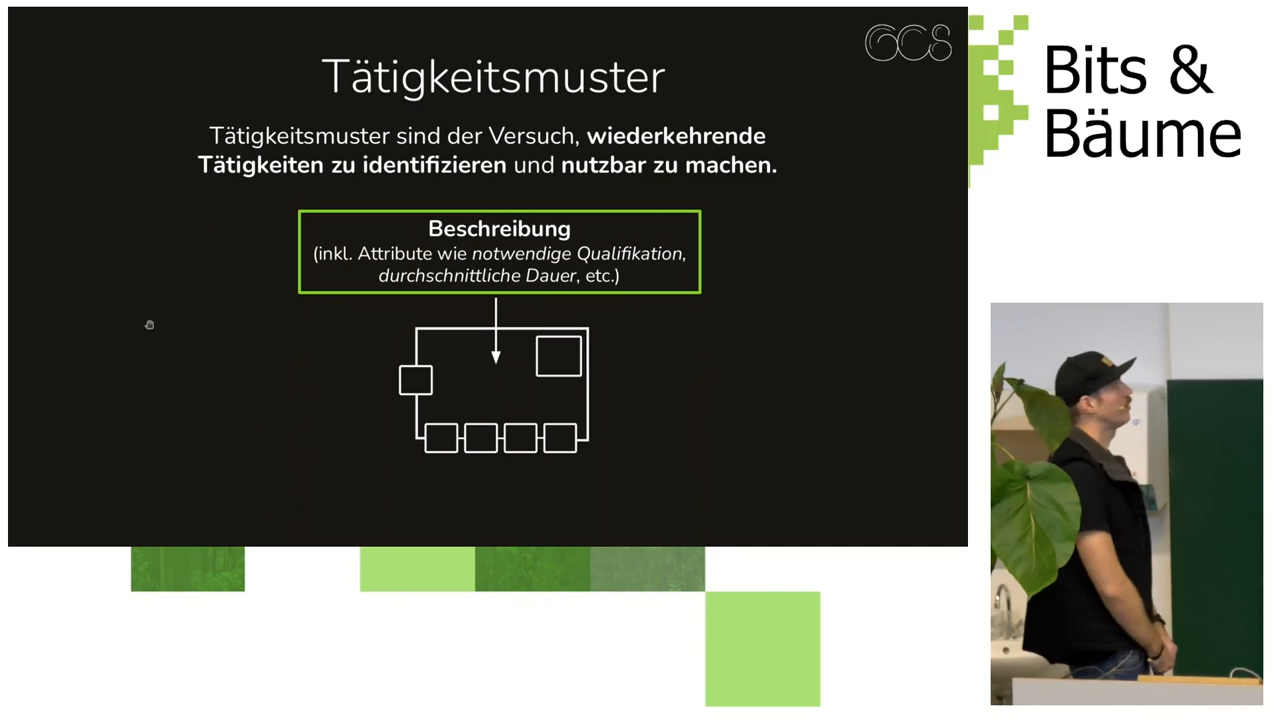 GCS
Tätigkeitsmuster
Tätigkeitsmuster sind der Versuch, wiederkehrende
Tätigkeiten zu identifizieren und nutzbar zu machen.
Beschreibung
(inkl. Attribute wie notwendige Qualifikation,
durchschnittliche Dauer, etc.)
Bits &
Bäume